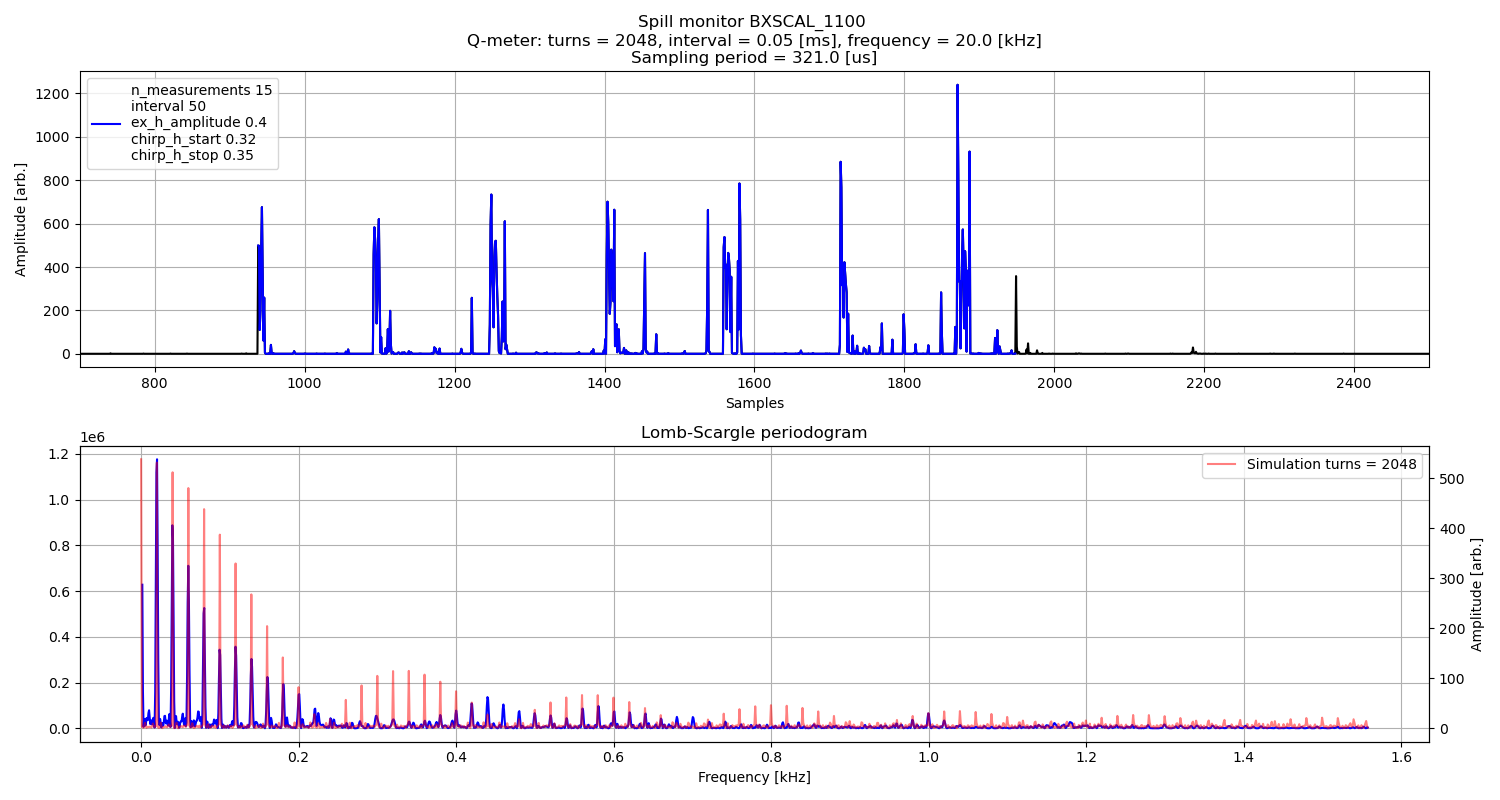 Spill monitor BXSCAL_1100
Q-meter: turns = 2048, interval = 0.05 [ms], frequency = 20.0 [kHz]
Sampling period = 321.0 [us]
n_measurements 15
interval 50
ex_h_amplitude 0.4
chirp_h_start 0.32
chirp_h_stop 0.35
Amplitude [arb.]
1200
1000
800
600
400
200
0
800 1000 1200 1400 1600 1800 2000 2200 2400
Samples
Lomb-Scargle periodogram
1e6
Simulation turns = 2048
1.2
1.0
0.8
0.6
0.4
0.2
0.0
500
400
300
200
100
0
Amplitude [arb.]
0.0 0.2 0.4 0.6 0.8 1.0 1.2 1.4 1.6
Frequency [kHz]